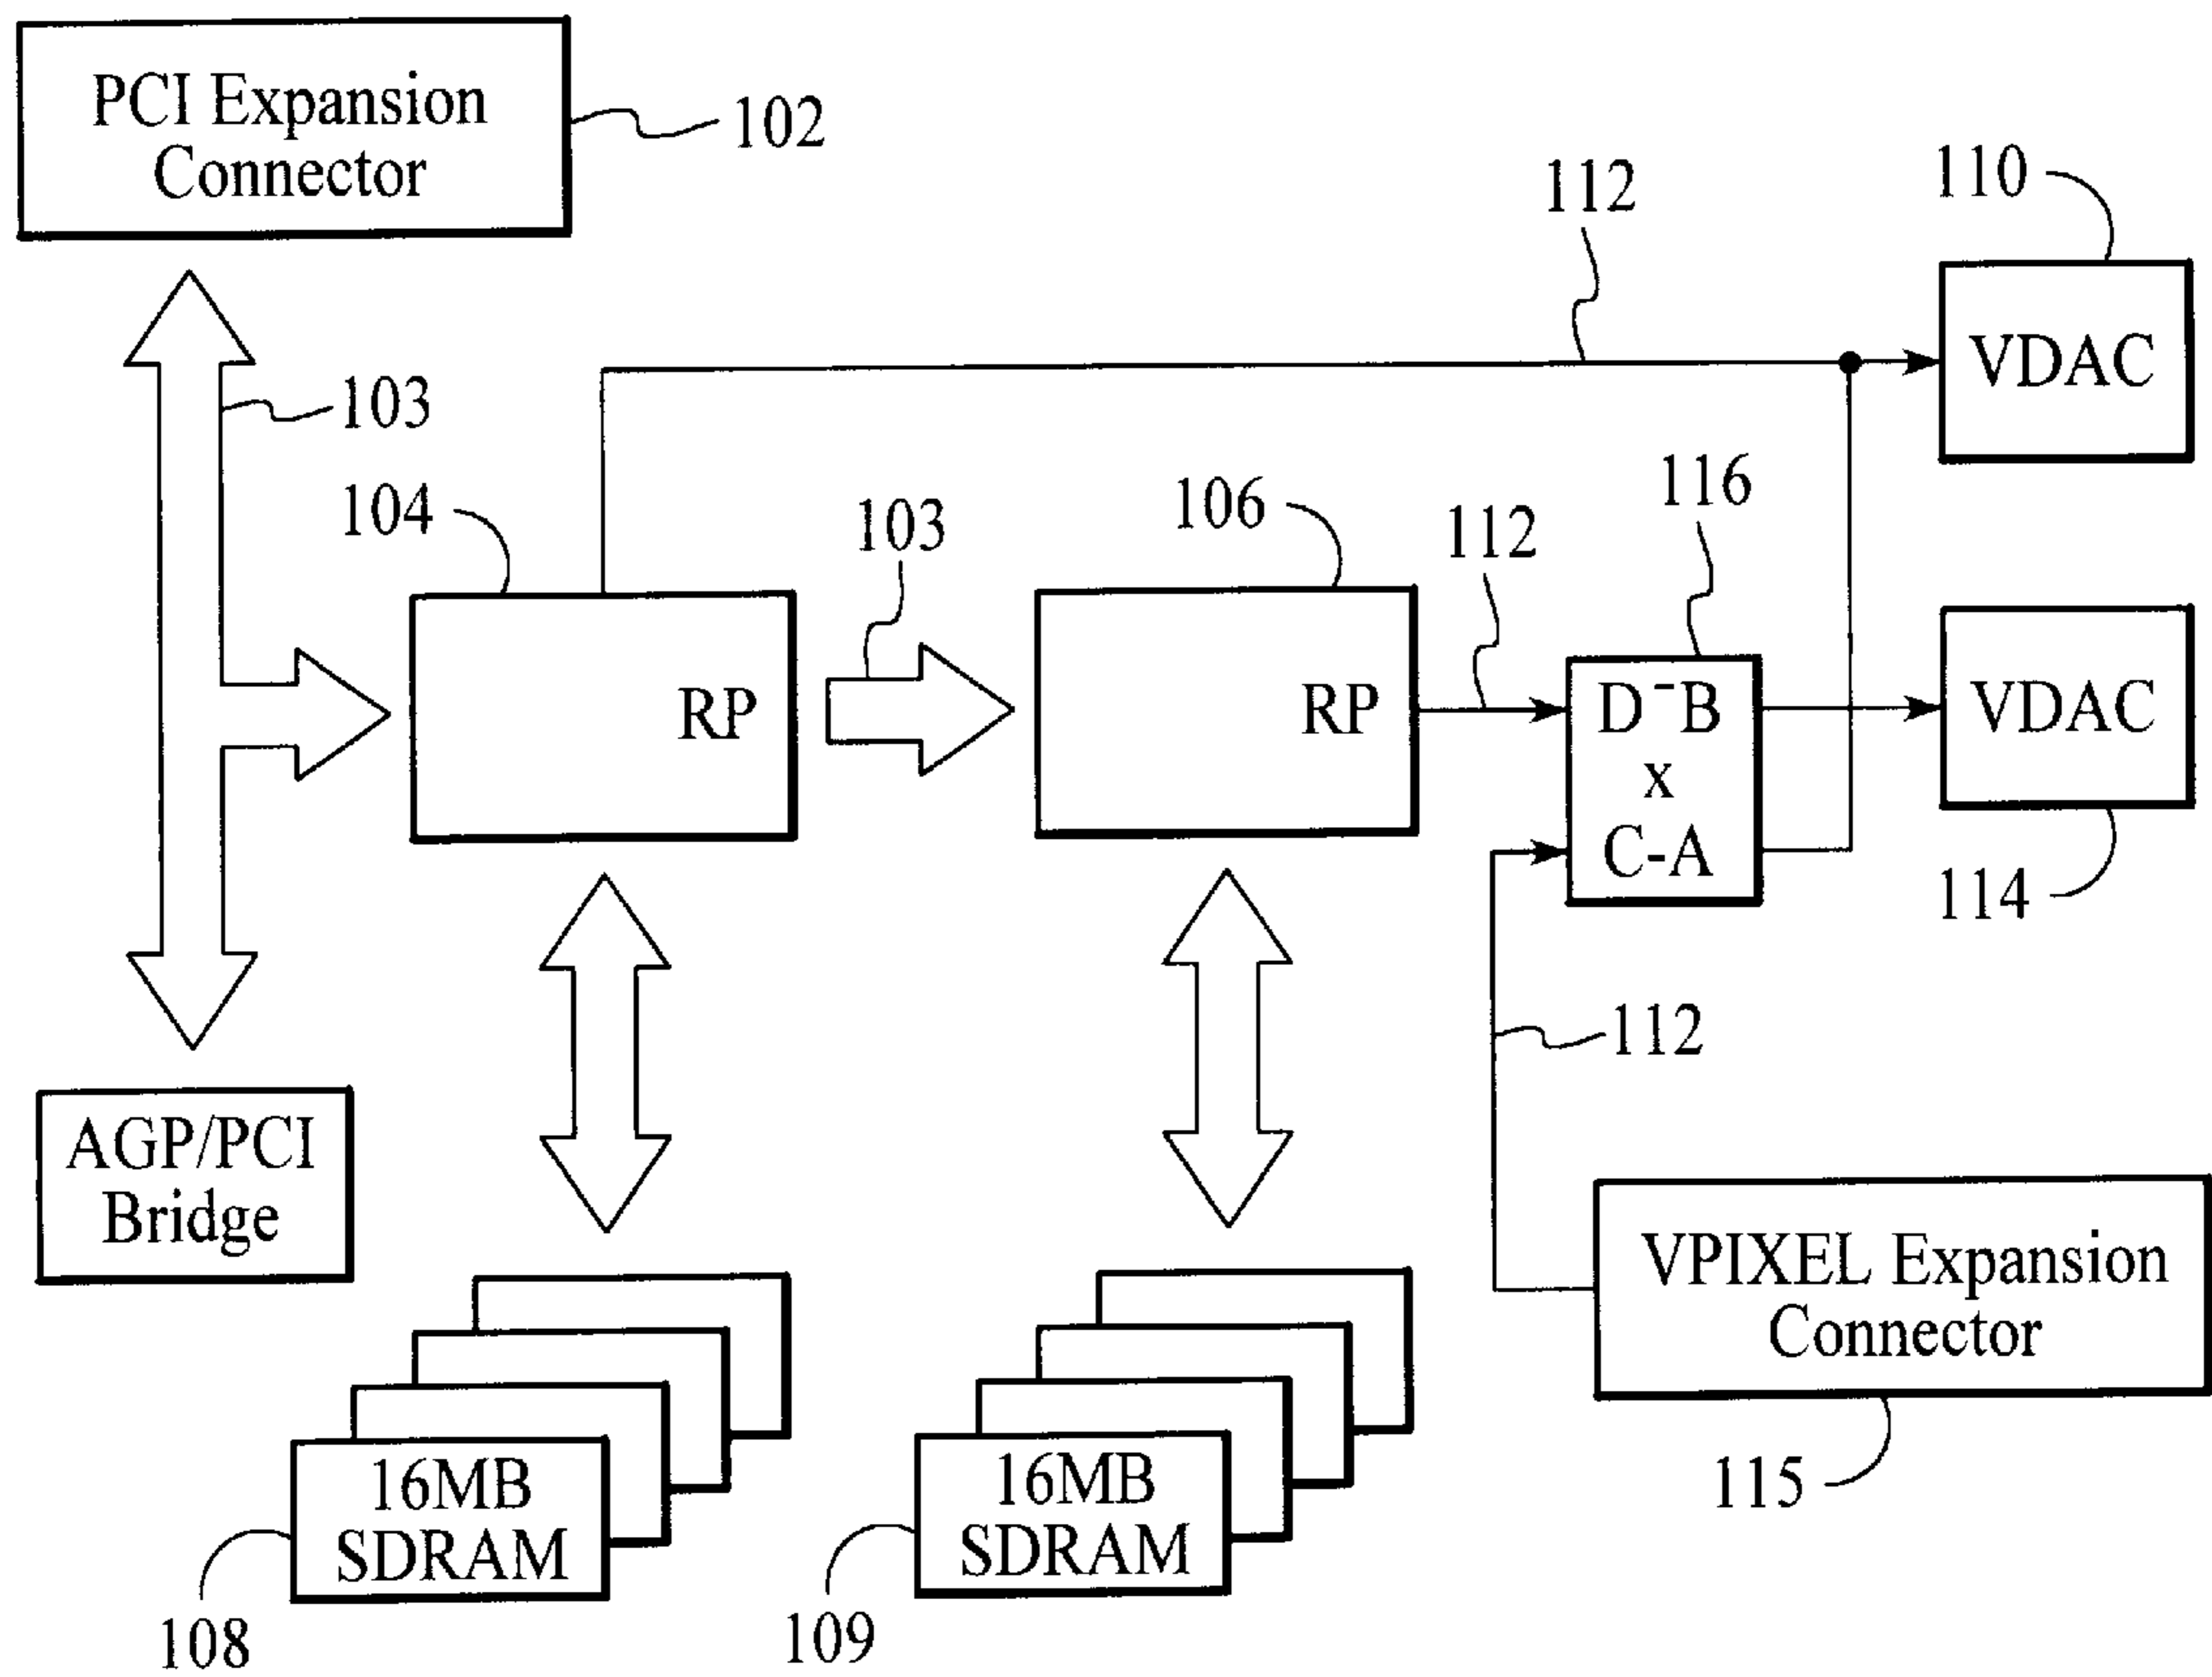 PCI Expansion
Connector
102
112
110
VDAC
103
104
103
106
112
116
RP
RP
D-B
x
C-A
VDAC
114
112
AGP/PCI
Bridge
VPIXEL Expansion
Connector
115
16MB
SDRAM
108
16MB
SDRAM
109